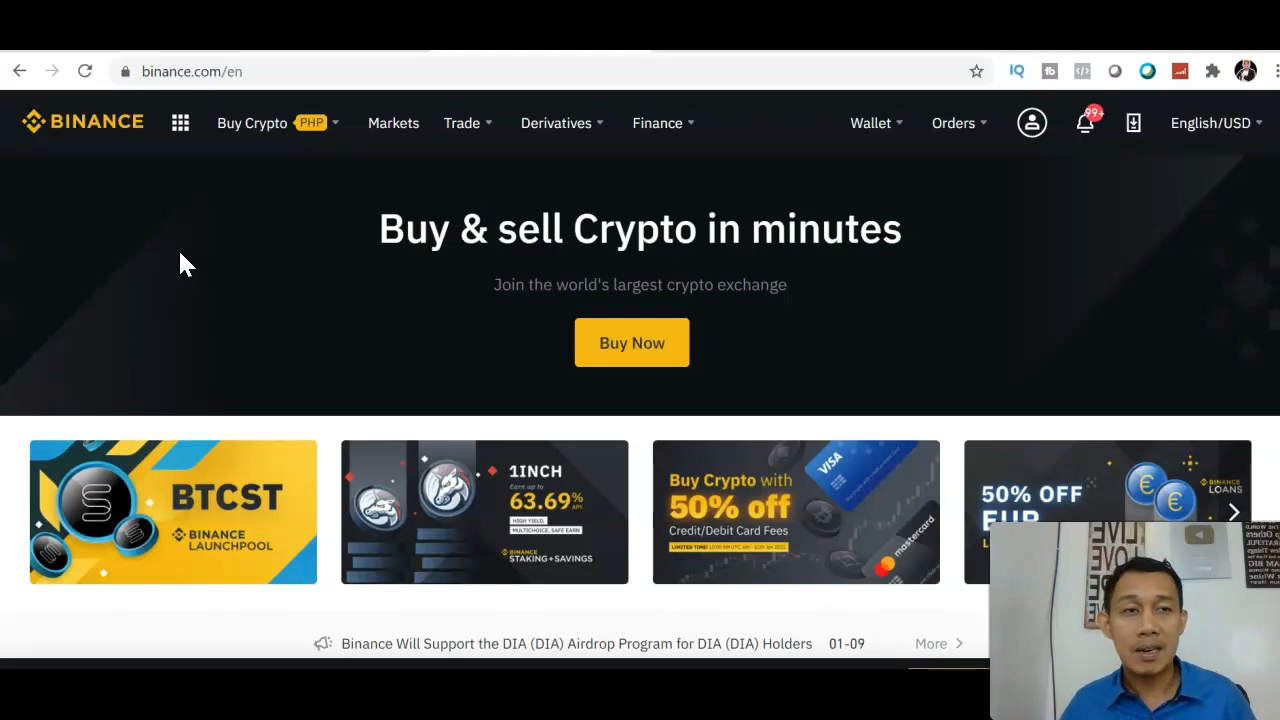 binance.com/en
IQ
tb
BINANCE
Buy Crypto PHP
Markets
Trade
Derivatives
Finance
Wallet
Orders
99+
English/USD
Buy & sell Crypto in minutes
Join the world's largest crypto exchange
Buy Now
BTCST
BINANCE
LAUNCHPOOL
1INCH
Earn up to
63.69% APY
HIGH YIELD,
MULTICHOICE, SAFE EARN
BINANCE
STAKING+SAVINGS
Buy Crypto with
50% off
Credit/Debit Card Fees
VISA
mastercard
50% OFF
EUR
BINANCE
LOANS
Binance Will Support the DIA (DIA) Airdrop Program for DIA (DIA) Holders 01-09
More
LIVE
LOVE